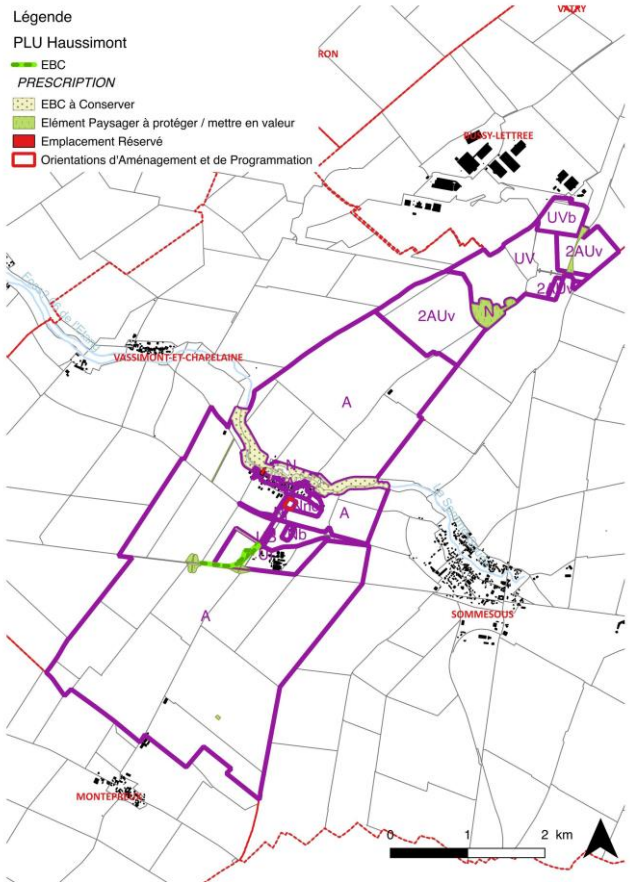 Légende
PLU Haussimont
EBC
PRESCRIPTION
EBC à Conserver
Elément Paysager à protéger / mettre en valeur
Emplacement Réservé
Orientations d'Aménagement et de Programmation
VATRY
BUSSY-LETTREE
UVb
UV
2AUv
2AUv
2AUv
N
VASSIMONT-ET-CHAPELAINE
A
N
A
Nb
SOMMESOUS
A
MONTEPREUX
0 1 2 km